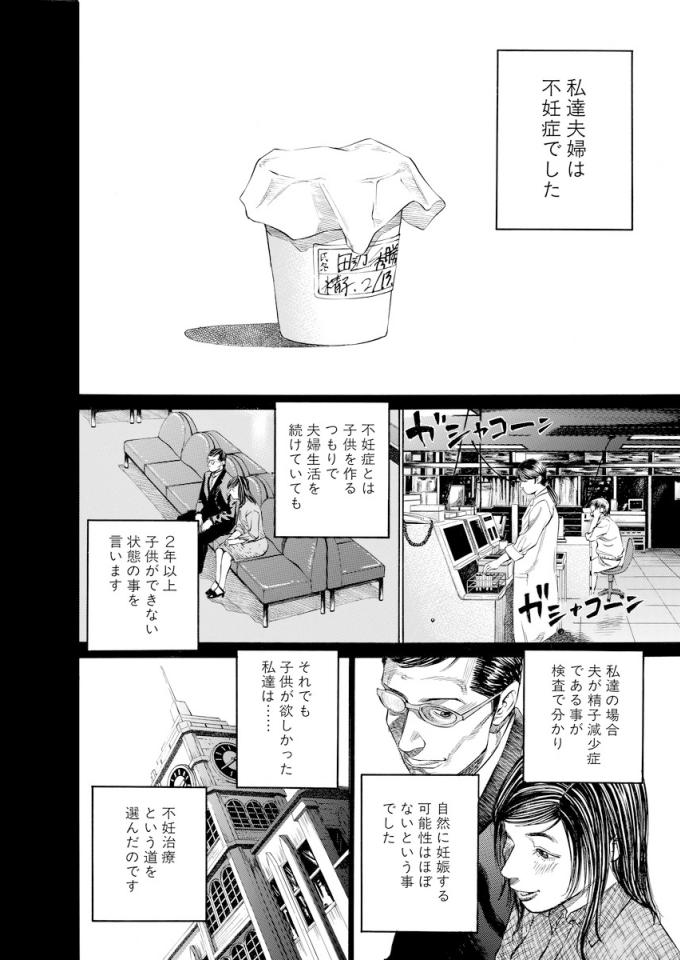 私達夫婦は
不妊症でした
氏名
精子.2/13.
ガシャコーン
ガシャコーン
不妊症とは
子供を作る
つもりで
夫婦生活を
続けていても
2年以上
子供ができない
状態の事を
言います
私達の場合
夫が精子減少症
である事が
検査で分かり
自然に妊娠する
可能性はほぼ
ないという事
でした
それでも
子供が欲しかった
私達は……
不妊治療
という道を
選んだのです